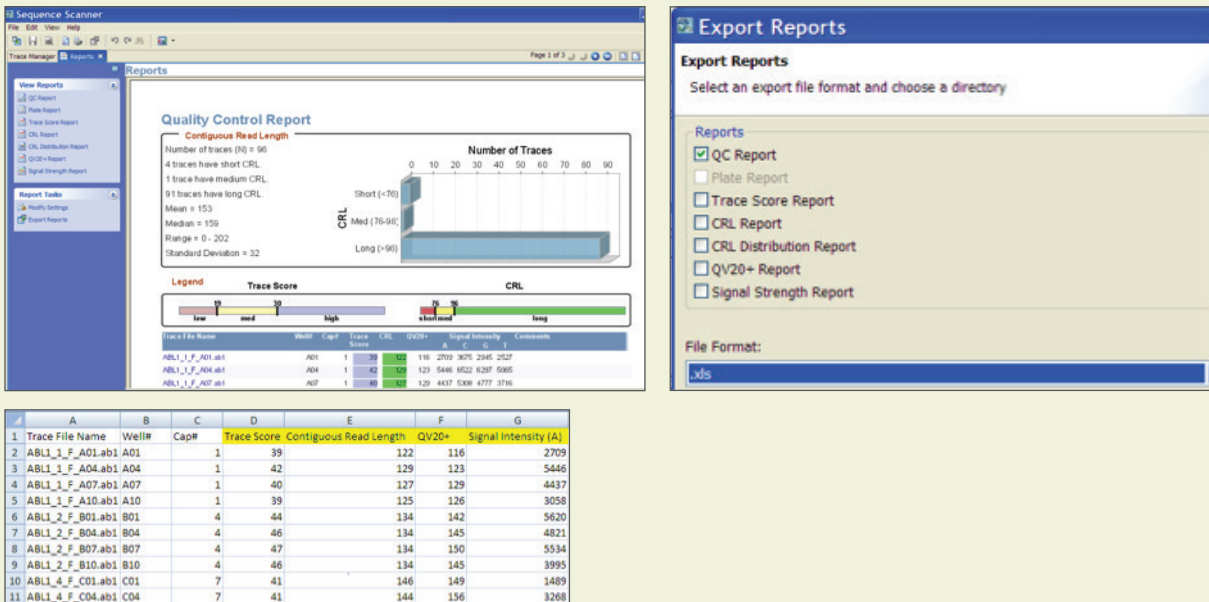 Sequence Scanner
File Edit View Help
Trace Manager Reports X
Page 1 of 3
Reports
View Reports
QC Report
Plate Report
Trace Score Report
CRL Report
CRL Distribution Report
QV20+ Report
Signal Strength Report
Report Tasks
Modify Settings
Export Reports
Quality Control Report
Contiguous Read Length
Number of traces (N) = 96
4 traces have short CRL.
1 trace have medium CRL.
91 traces have long CRL.
Mean = 153
Median = 159
Range = 0 - 202
Standard Deviation = 32
Number of Traces
0 10 20 30 40 50 60 70 80 90
CRL
Short (<76)
Med (76-96)
Long (>96)
Legend
Trace Score
CRL
19 30
low med high
76 96
short med long
Trace File Name Well# Cap# Trace Score CRL QV20+ Signal Intensity Comments
A C G T
ABL1_1_F_A01.ab1 A01 1 39 122 116 2709 3675 2945 2527
ABL1_1_F_A04.ab1 A04 1 42 129 123 5446 6522 6297 5065
ABL1_1_F_A07.ab1 A07 1 40 127 129 4437 5308 4777 3716
Export Reports
Export Reports
Select an export file format and choose a directory
Reports
QC Report
Plate Report
Trace Score Report
CRL Report
CRL Distribution Report
QV20+ Report
Signal Strength Report
File Format:
.xls
A B C D E F G
1 Trace File Name Well# Cap# Trace Score Contiguous Read Length QV20+ Signal Intensity (A)
2 ABL1_1_F_A01.ab1 A01 1 39 122 116 2709
3 ABL1_1_F_A04.ab1 A04 1 42 129 123 5446
4 ABL1_1_F_A07.ab1 A07 1 40 127 129 4437
5 ABL1_1_F_A10.ab1 A10 1 39 125 126 3058
6 ABL1_2_F_B01.ab1 B01 4 44 134 142 5620
7 ABL1_2_F_B04.ab1 B04 4 46 134 145 4821
8 ABL1_2_F_B07.ab1 B07 4 47 134 150 5534
9 ABL1_2_F_B10.ab1 B10 4 46 134 145 3995
10 ABL1_4_F_C01.ab1 C01 7 41 146 149 1489
11 ABL1_4_F_C04.ab1 C04 7 41 144 156 3268